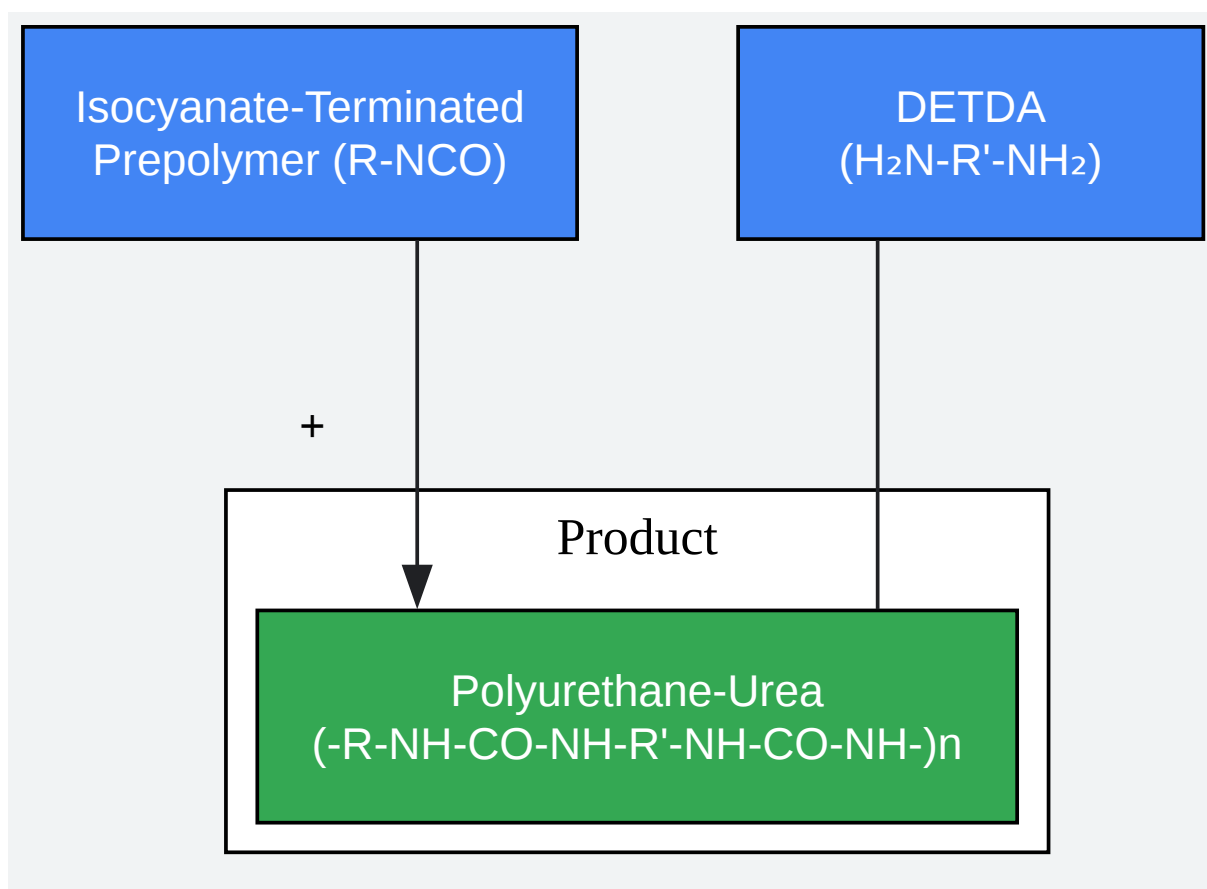 Isocyanate-Terminated
Prepolymer (R-NCO)
DETDA
(H₂N-R'-NH₂)
+
Product
Polyurethane-Urea
(-R-NH-CO-NH-R'-NH-CO-NH-)n